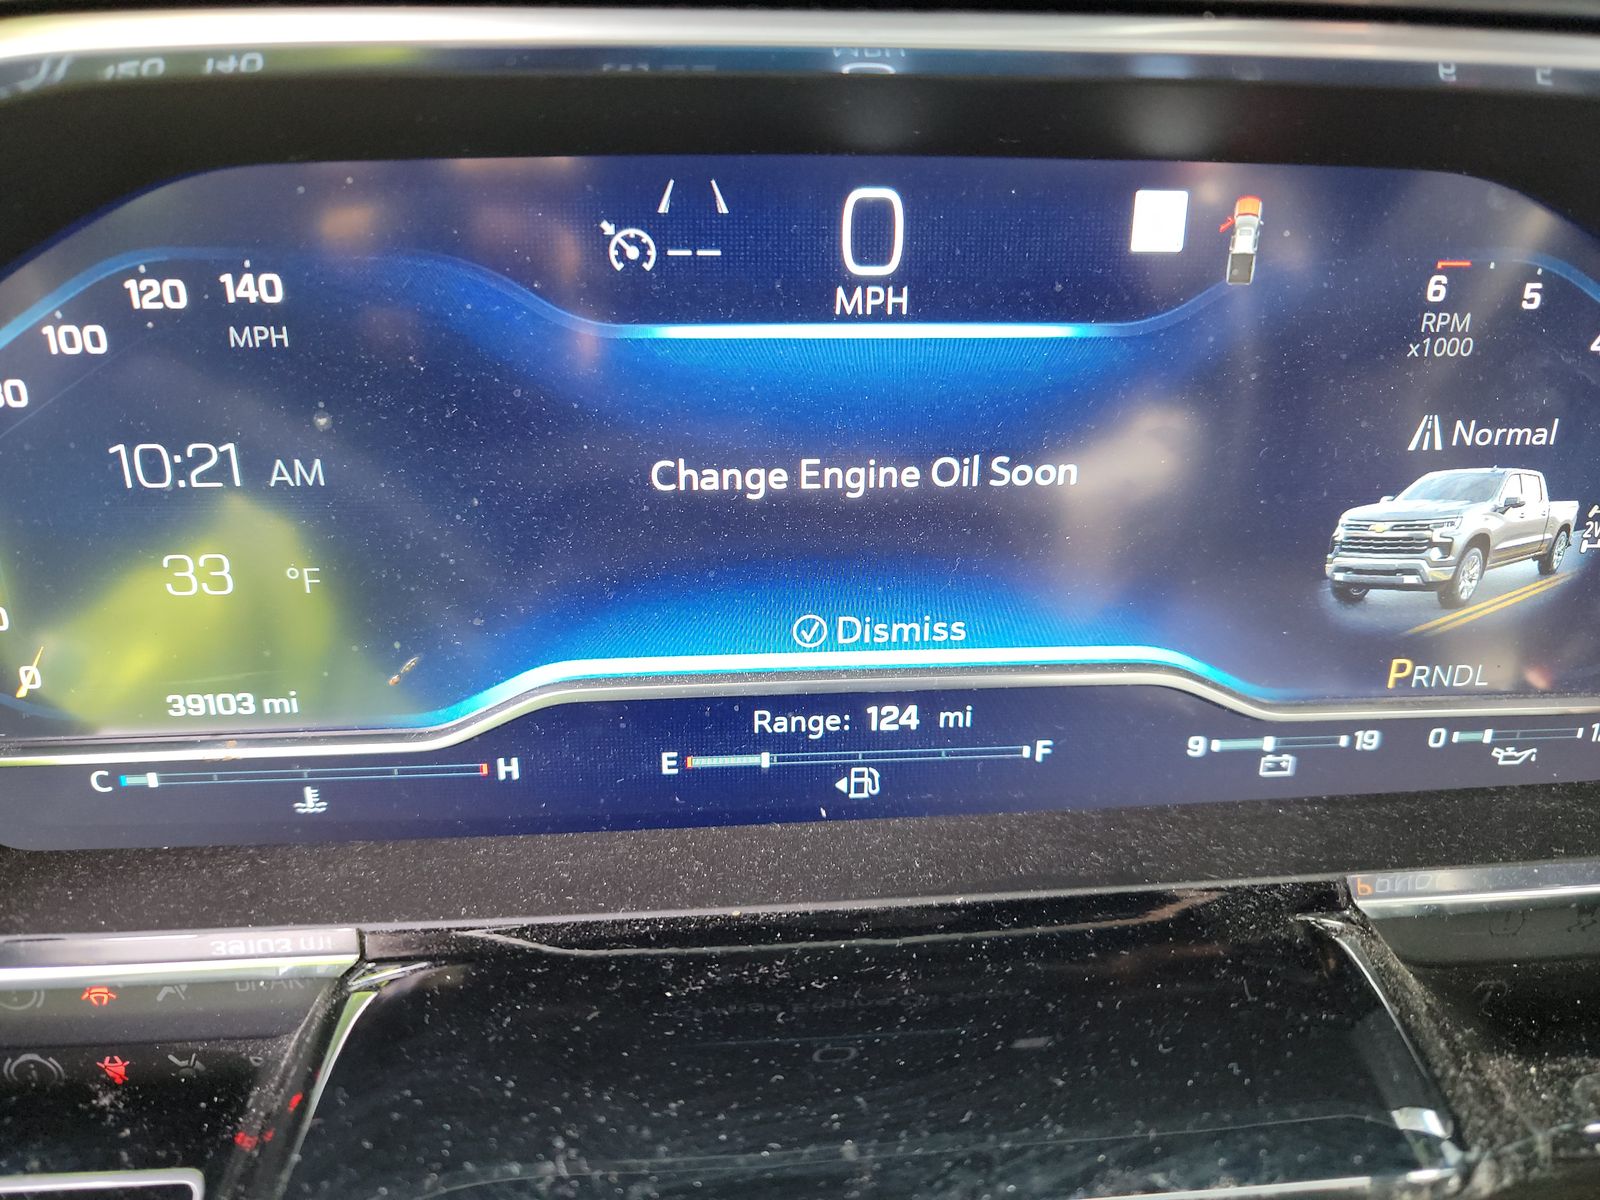 0
MPH
120 140
100
MPH
6 5
RPM
x1000
10:21 AM
Change Engine Oil Soon
Normal
33 °F
Dismiss
0
39103 mi
PRNDL
Range: 124 mi
C H
E F
9 19
0